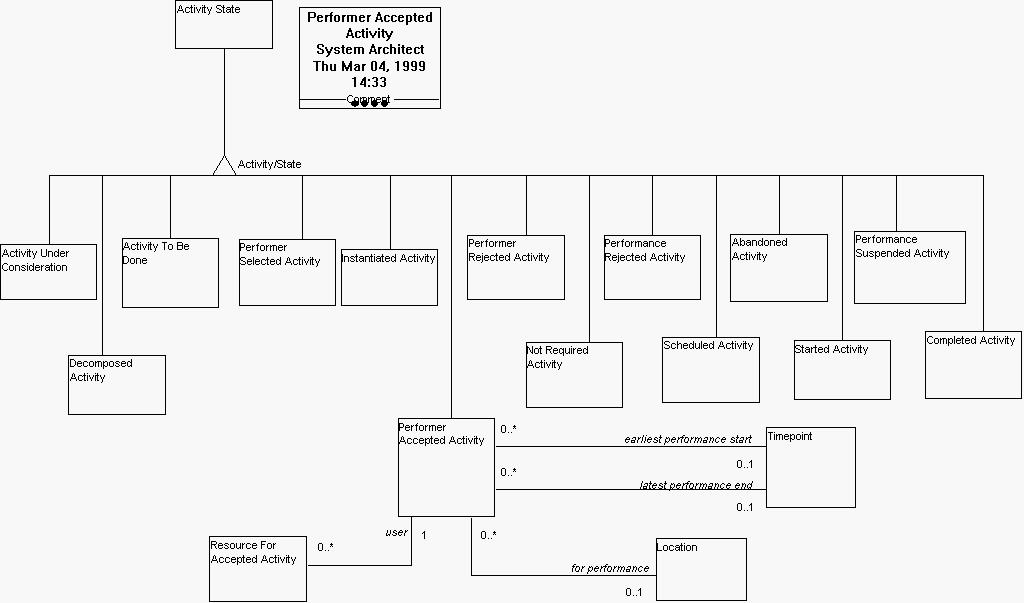 Activity State
Performer Accepted
Activity
System Architect
Thu Mar 04, 1999
14:33
Comment
Activity/State
Activity Under
Consideration
Activity To Be
Done
Performer
Selected Activity
Instantiated Activity
Performer
Rejected Activity
Performance
Rejected Activity
Abandoned
Activity
Performance
Suspended Activity
Decomposed
Activity
Not Required
Activity
Scheduled Activity
Started Activity
Completed Activity
Performer
Accepted Activity
0..*
earliest performance start
0..1
Timepoint
0..*
latest performance end
0..1
user
1
0..*
Resource For
Accepted Activity
0..*
for performance
0..1
Location